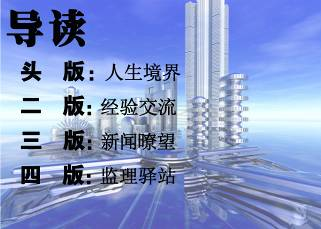 导读
头 版：人生境界
二 版：经验交流
三 版：新闻瞭望
四 版：监理驿站